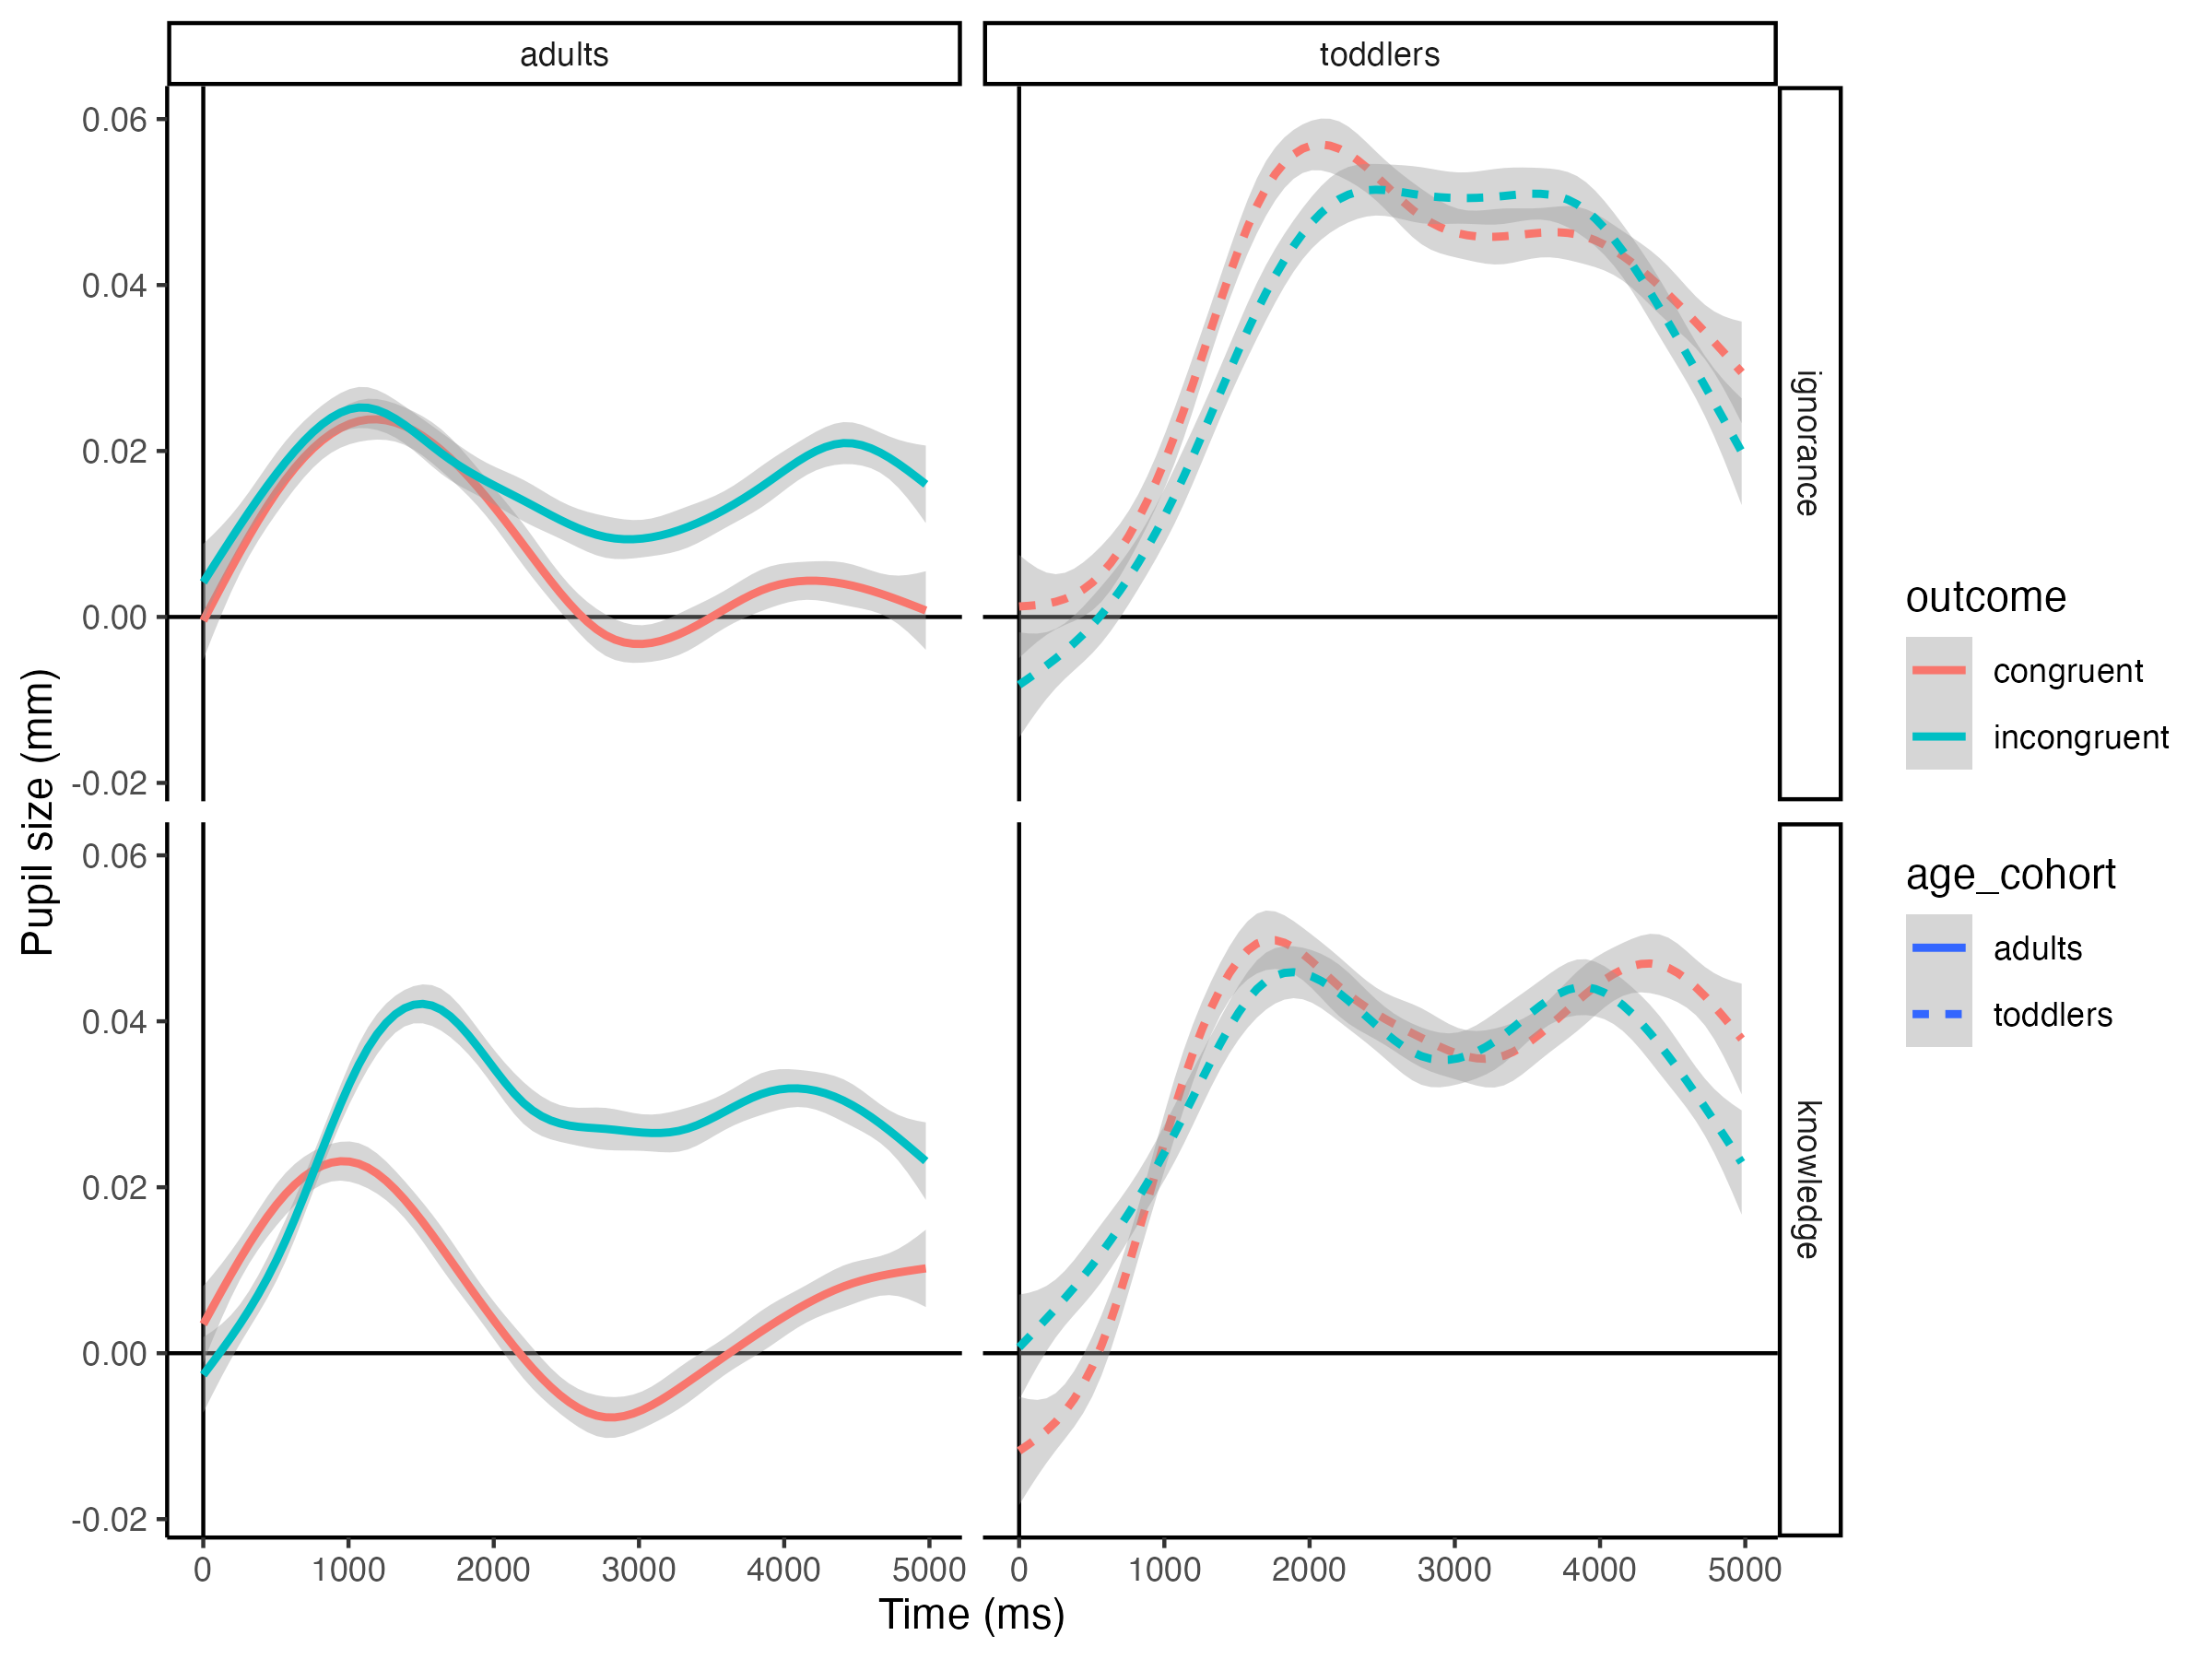 adults
toddlers
0.06
0.04
0.02
0.00
-0.02
ignorance
0.06
0.04
0.02
0.00
-0.02
knowledge
0 1000 2000 3000 4000 5000
0 1000 2000 3000 4000 5000
Time (ms)
Pupil size (mm)
outcome
congruent
incongruent
age_cohort
adults
toddlers